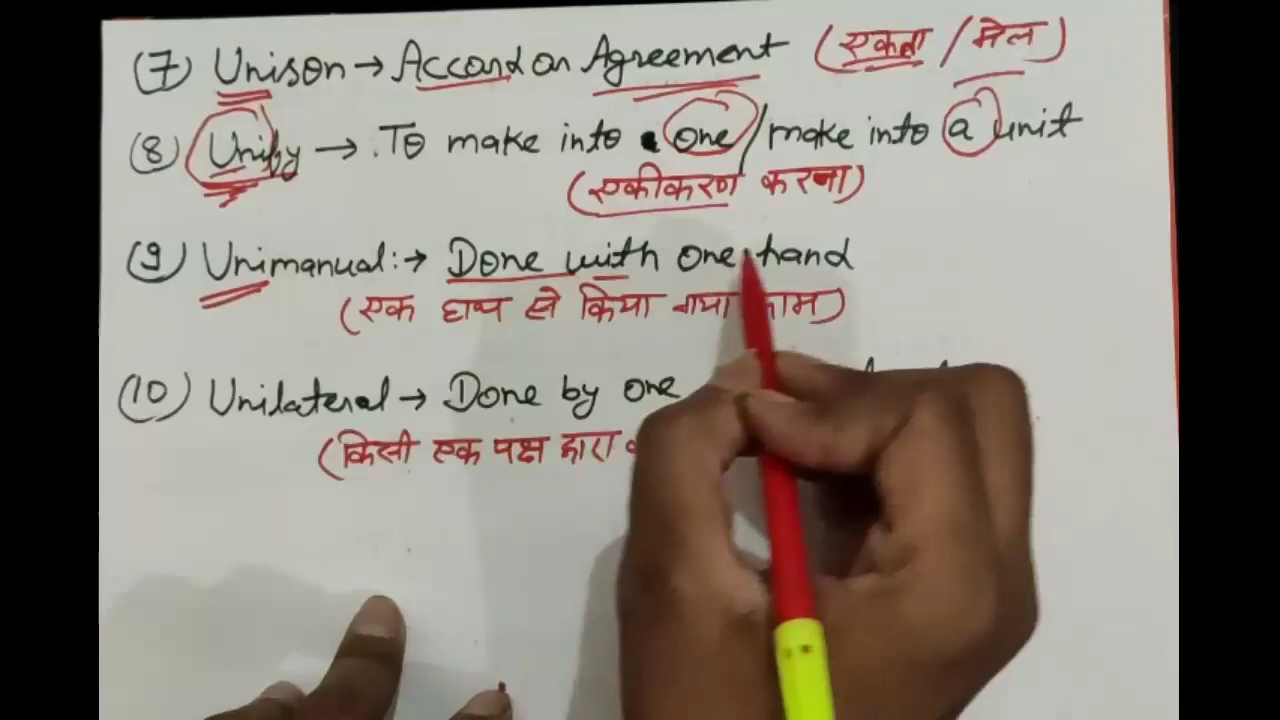 (7) Unison → Accord or Agreement (एकता / मेल)
(8) Unify → To make into one / make into a unit
(एकीकरण करना)
(9) Unimanual :→ Done with one hand
(एक हाथ से किया गया काम)
(10) Unilateral → Done by one
(किसी एक पक्ष द्वारा